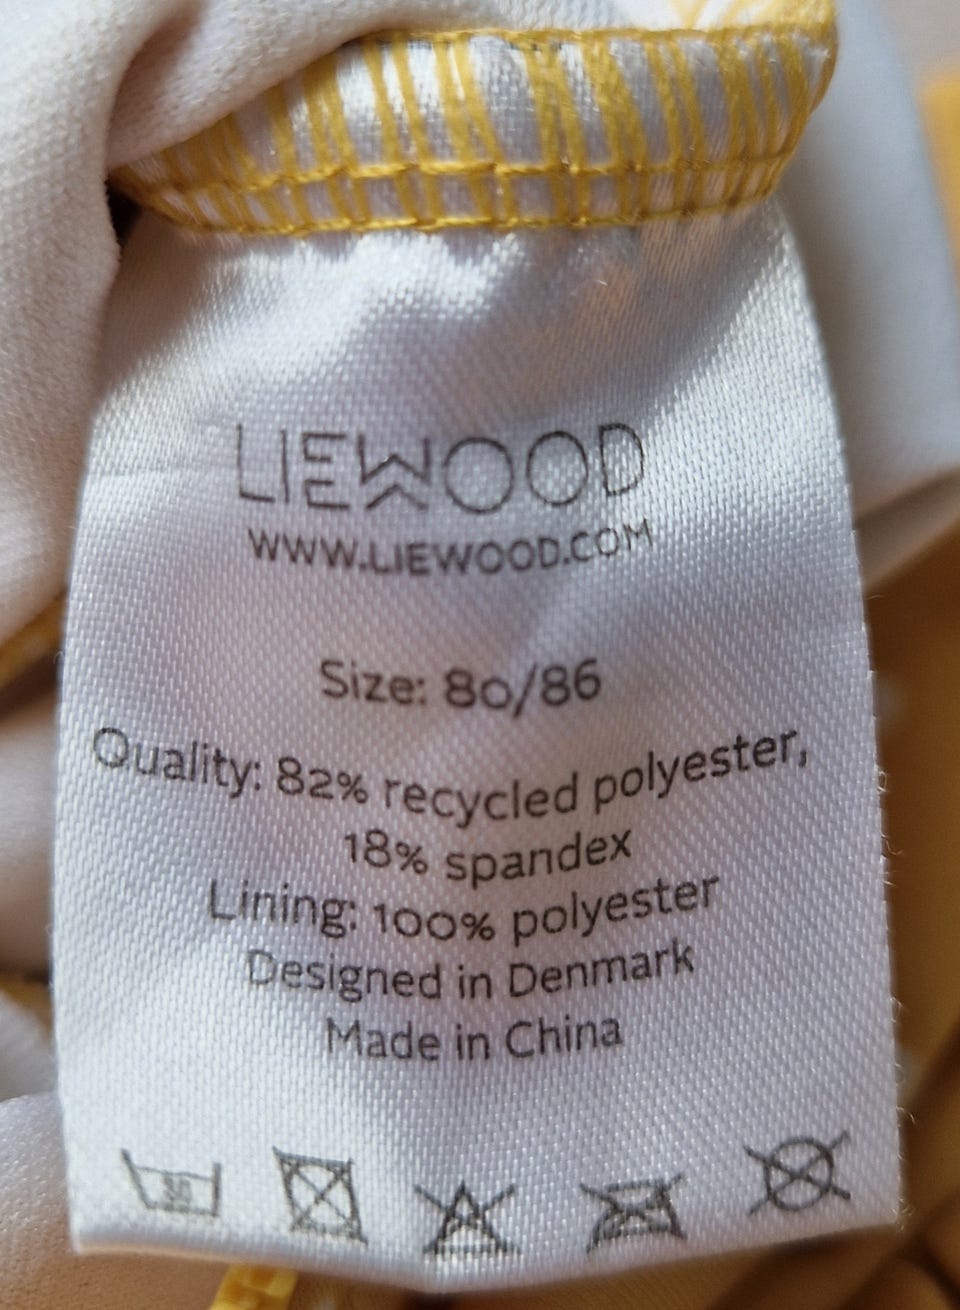 LIEWOOD
WWW.LIEWOOD.COM
Size: 80/86
Quality: 82% recycled polyester,
18% spandex
Lining: 100% polyester
Designed in Denmark
Made in China
30